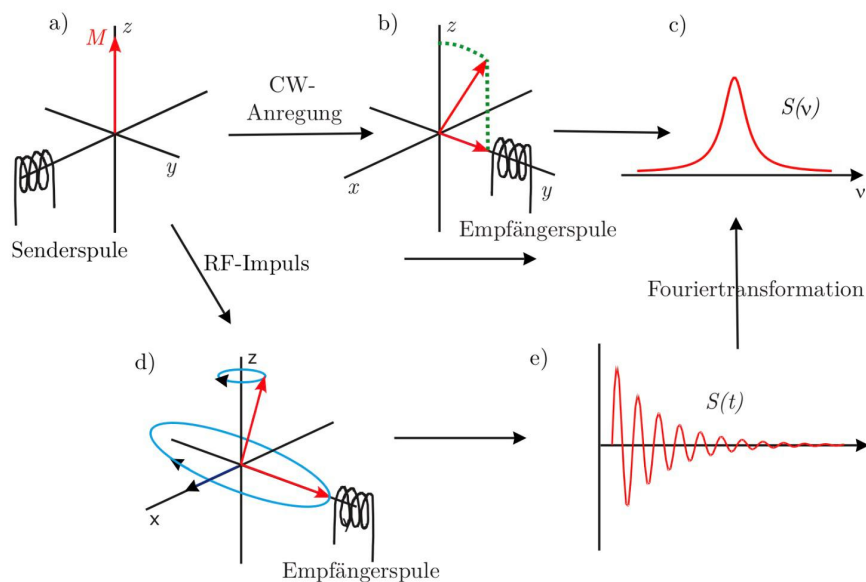 a)
M
z
y
Senderspule
CW-
Anregung
b)
z
x
y
Empfängerspule
c)
S(ν)
ν
RF-Impuls
Fouriertransformation
d)
z
x
y
Empfängerspule
e)
S(t)